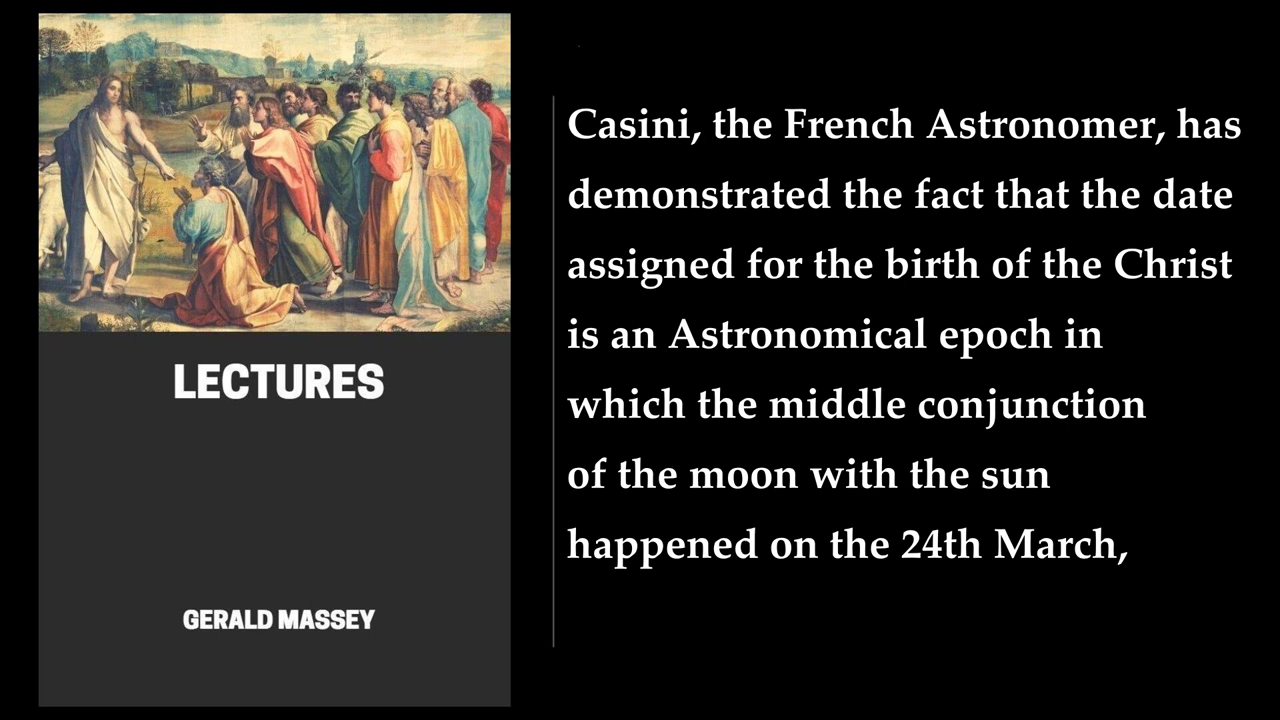 LECTURES
GERALD MASSEY
Casini, the French Astronomer, has
demonstrated the fact that the date
assigned for the birth of the Christ
is an Astronomical epoch in
which the middle conjunction
of the moon with the sun
happened on the 24th March,